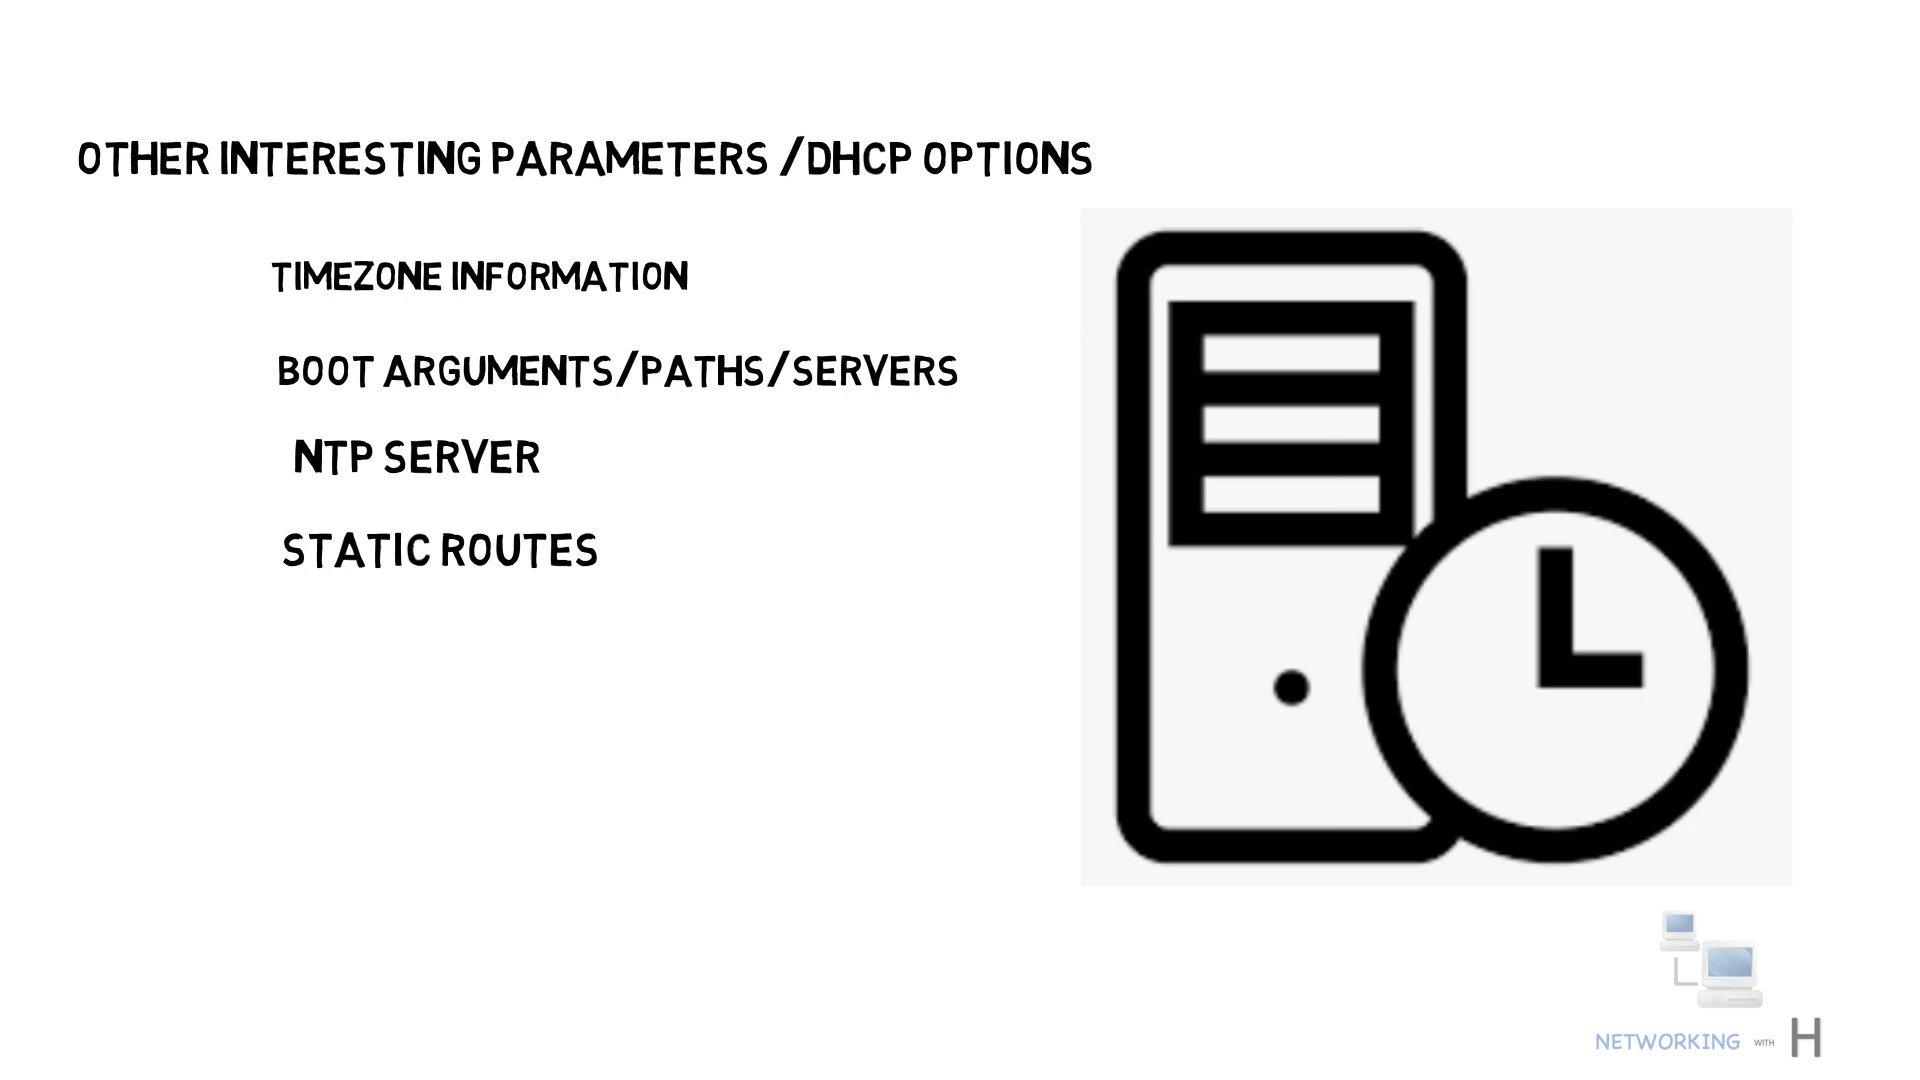 OTHER INTERESTING PARAMETERS /DHCP OPTIONS
TIMEZONE INFORMATION
BOOT ARGUMENTS/PATHS/SERVERS
NTP SERVER
STATIC ROUTES
NETWORKING WITH H